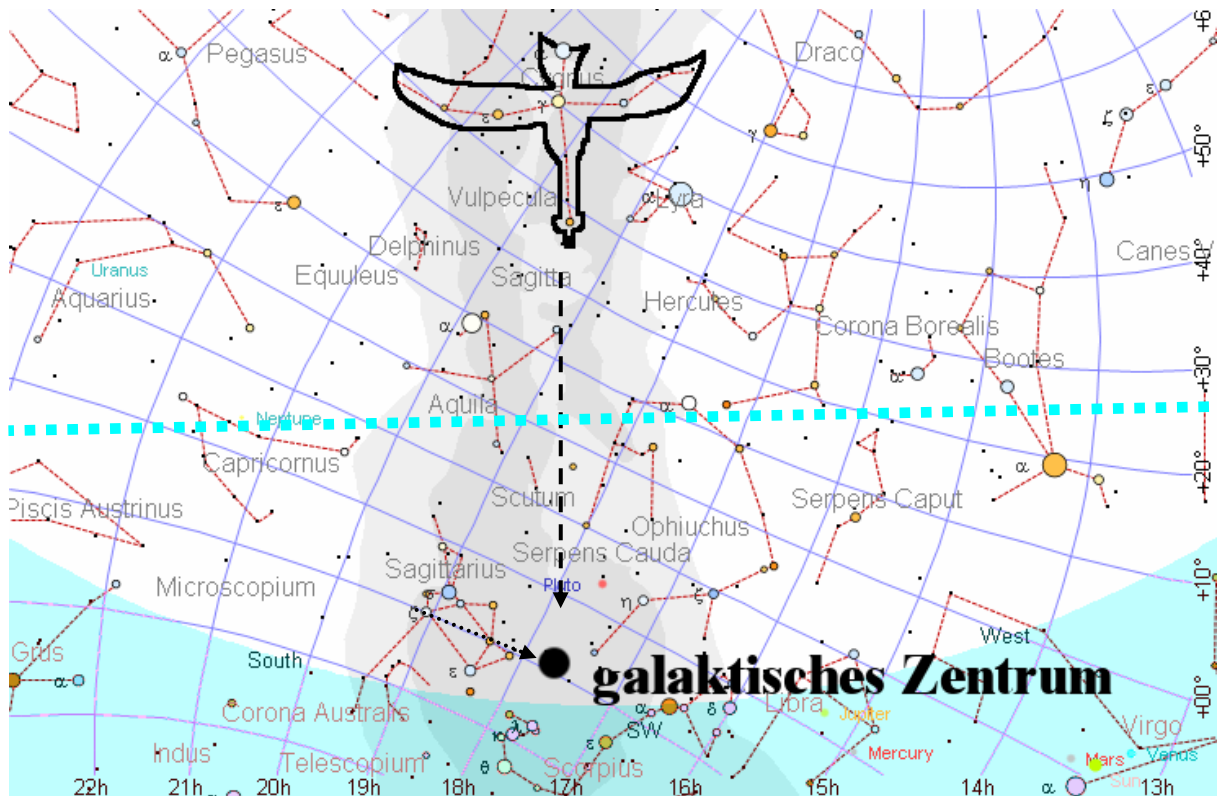 Pegasus
α
Draco
+6
α
Cygnus
γ
ε
γ
ε
ζ
+50°
η
Vulpecula
α
Lyra
ε
Delphinus
Canes V
+40°
Uranus
Equuleus
Sagitta
Aquarius
Hercules
α
Corona Borealis
Bootes
α
+30°
Aquila
α
Neptune
Capricornus
α
+20°
Scutum
Serpens Caput
Piscis Austrinus
Ophiuchus
Serpens Cauda
Sagittarius
Microscopium
Pluto
+10°
σ
ζ
η
ζ
West
Grus
South
α
ε
galaktisches Zentrum
+00°
Corona Australis
α
δ
Libra
Jupiter
SW
Virgo
Indus
κ
λ
ε
Mercury
Mars
Venus
Telescopium
θ
Scorpius
Sun
α
α
22h
21h
20h
19h
18h
17h
16h
15h
14h
13h